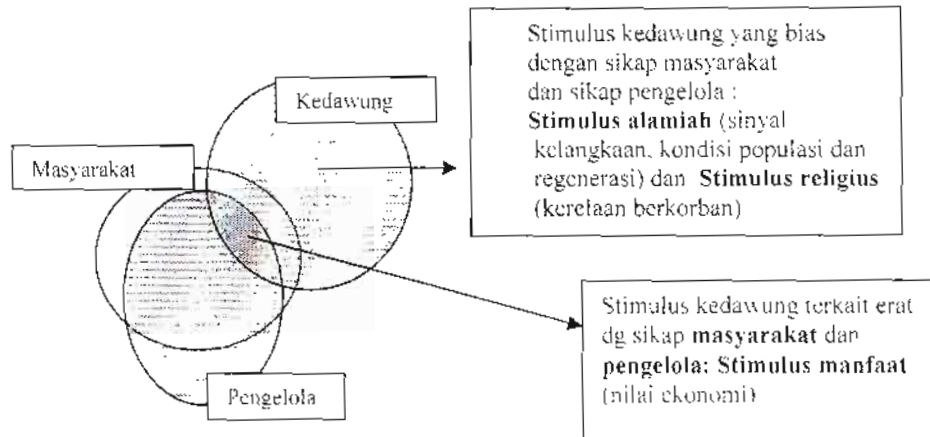 Kedawung
Masyarakat
Pengelola
Stimulus kedawung yang bias
dengan sikap masyarakat
dan sikap pengelola :
Stimulus alamiah (sinyal
kelangkaan, kondisi populasi dan
regenerasi) dan Stimulus religius
(keretaan berkorban)
Stimulus kedawung terkait erat
dg sikap masyarakat dan
pengelola: Stimulus manfaat
(nilai ekonomi)